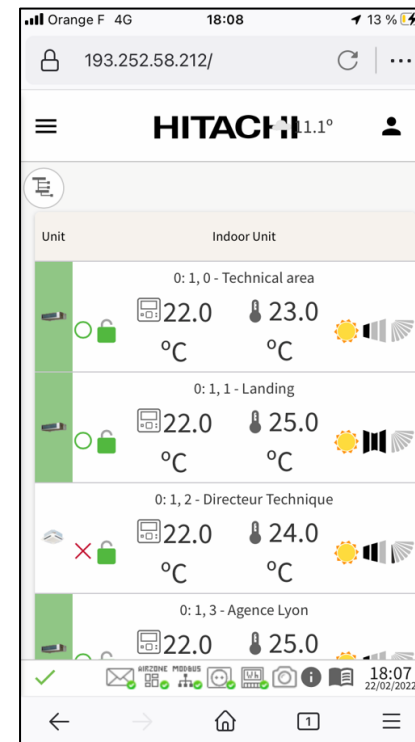 Orange F 4G 18:08 13 %
193.252.58.212/
HITACHI 11.1°
Unit Indoor Unit
0: 1, 0 - Technical area
22.0 23.0
°C °C
0: 1, 1 - Landing
22.0 25.0
°C °C
0: 1, 2 - Directeur Technique
22.0 24.0
°C °C
0: 1, 3 - Agence Lyon
22.0 25.0
AIRZONE MODBUS 18:07
22/02/2022
1